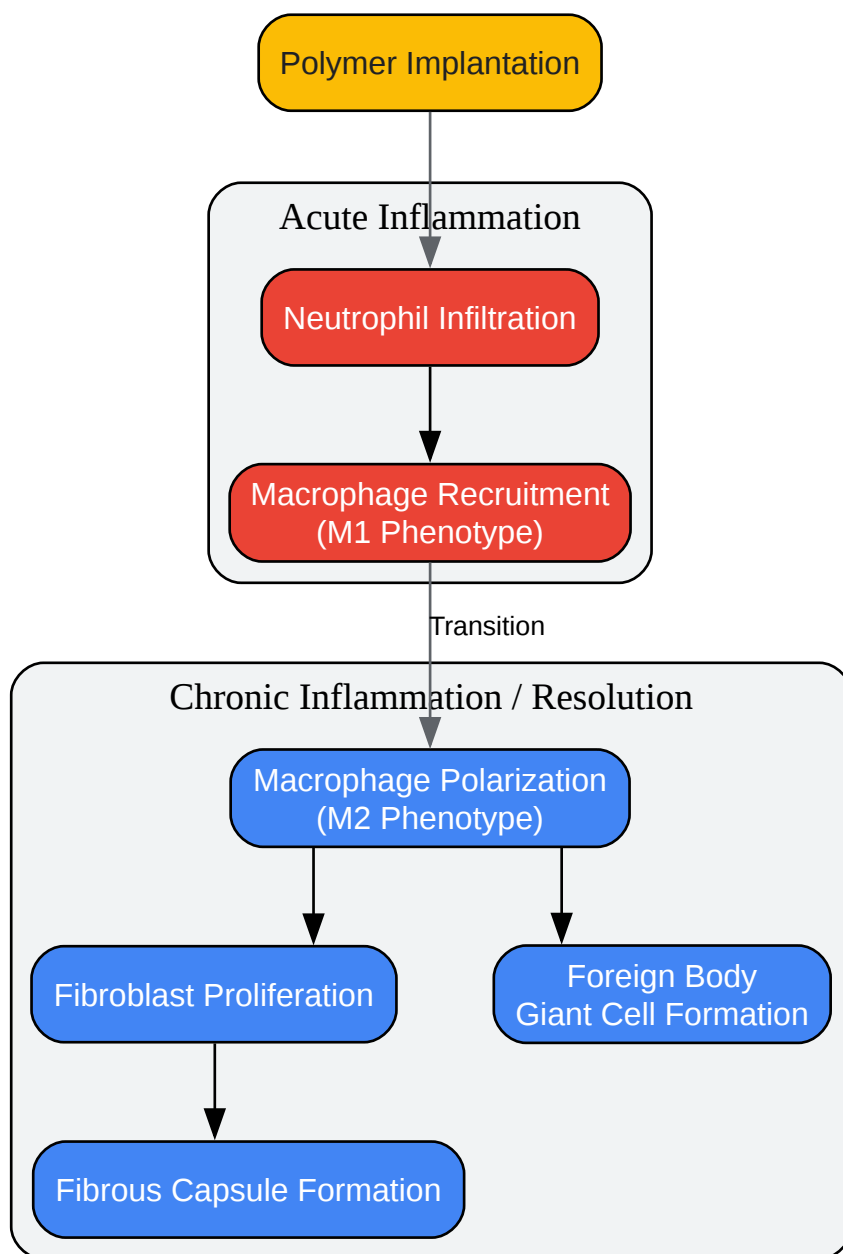 Polymer Implantation
Acute Inflammation
Neutrophil Infiltration
Macrophage Recruitment
(M1 Phenotype)
Transition
Chronic Inflammation / Resolution
Macrophage Polarization
(M2 Phenotype)
Fibroblast Proliferation
Foreign Body
Giant Cell Formation
Fibrous Capsule Formation